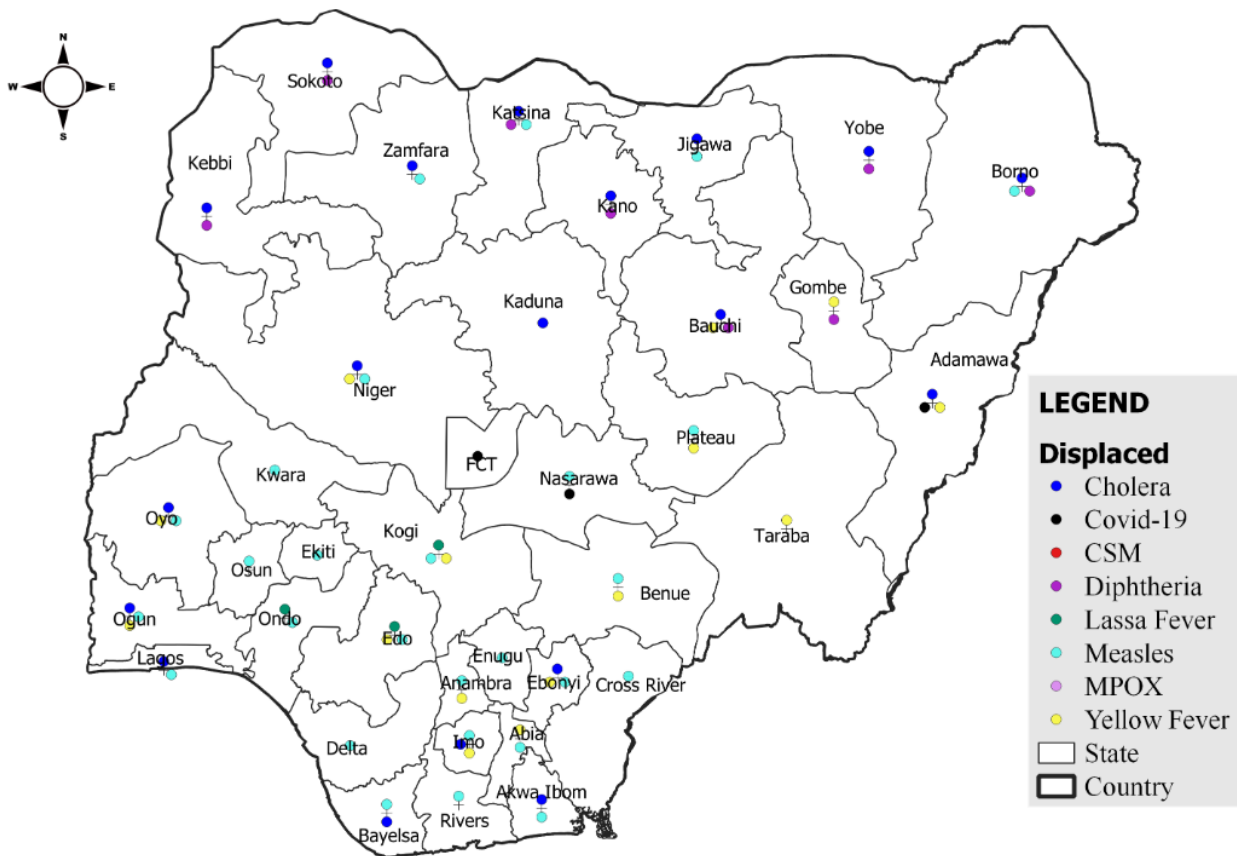 N
W
E
S
Sokoto
Katsina
Yobe
Jigawa
Zamfara
Kebbi
Borno
Kano
Gombe
Kaduna
Bauchi
Adamawa
Niger
LEGEND
Plateau
Displaced
FCT
Kwara
Nasarawa
Cholera
Covid-19
Oyo
Kogi
Taraba
CSM
Ekiti
Osun
Diphtheria
Benue
Ogun
Ondo
Edo
Lassa Fever
Lagos
Enugu
Measles
Anambra
Ebonyi
Cross River
MPOX
Yellow Fever
Delta
Imo
Abia
State
Akwa Ibom
Country
Rivers
Bayelsa